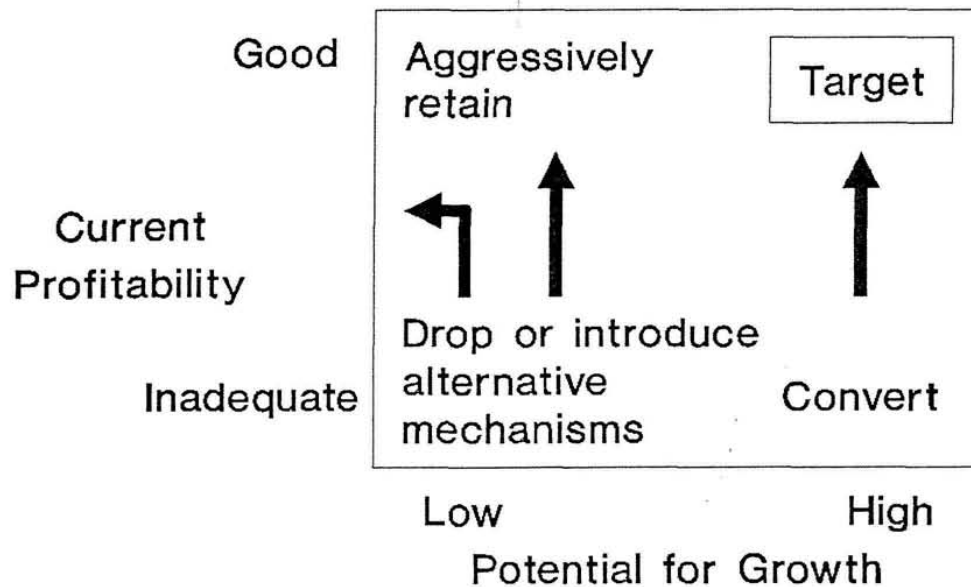 Good
Aggressively
retain
Target
Current
Profitability
Drop or introduce
alternative
mechanisms
Inadequate
Convert
Low
High
Potential for Growth